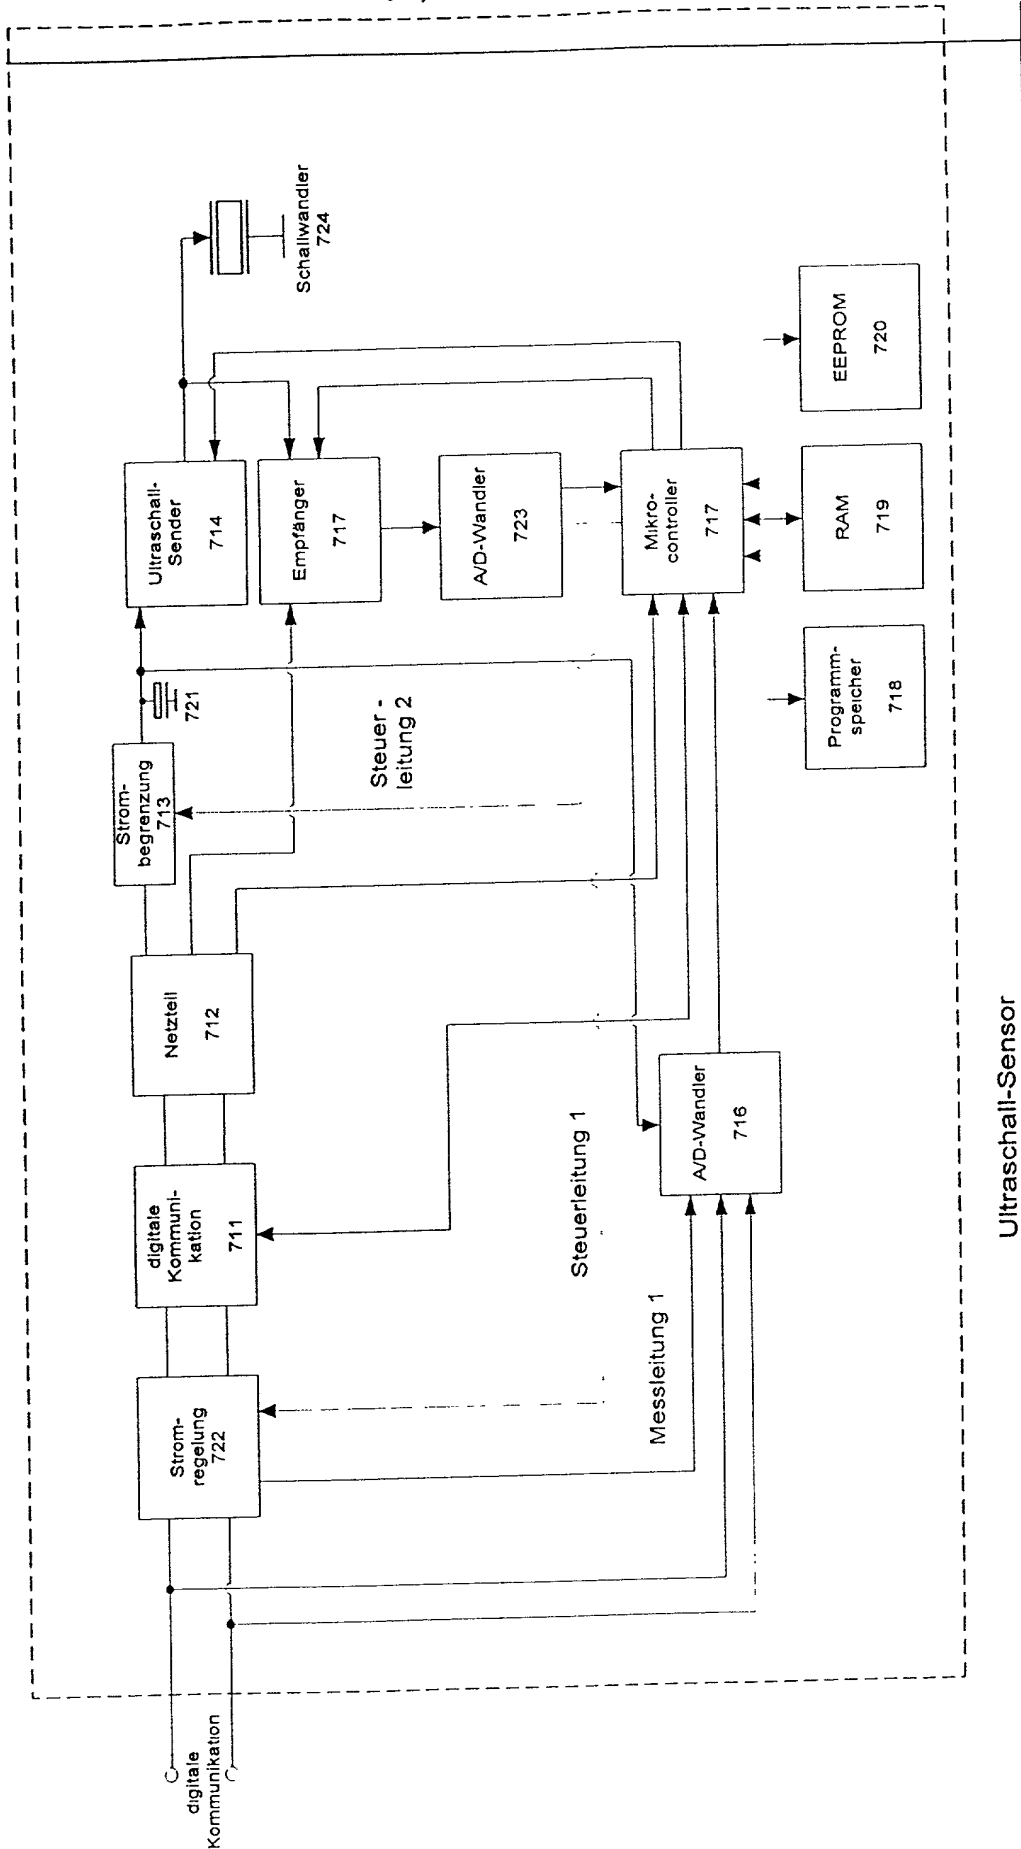 digitale
Kommunikation
Strom-
regelung
722
digitale
Kommuni-
kation
711
Netzteil
712
Strom-
begrenzung
713
721
Ultraschall-
Sender
714
Schallwandler
724
Empfänger
717
A/D-Wandler
723
Mikro-
controller
717
Steuer -
leitung 2
Steuerleitung 1
Messleitung 1
A/D-Wandler
716
Programm-
speicher
718
RAM
719
EEPROM
720
Ultraschall-Sensor